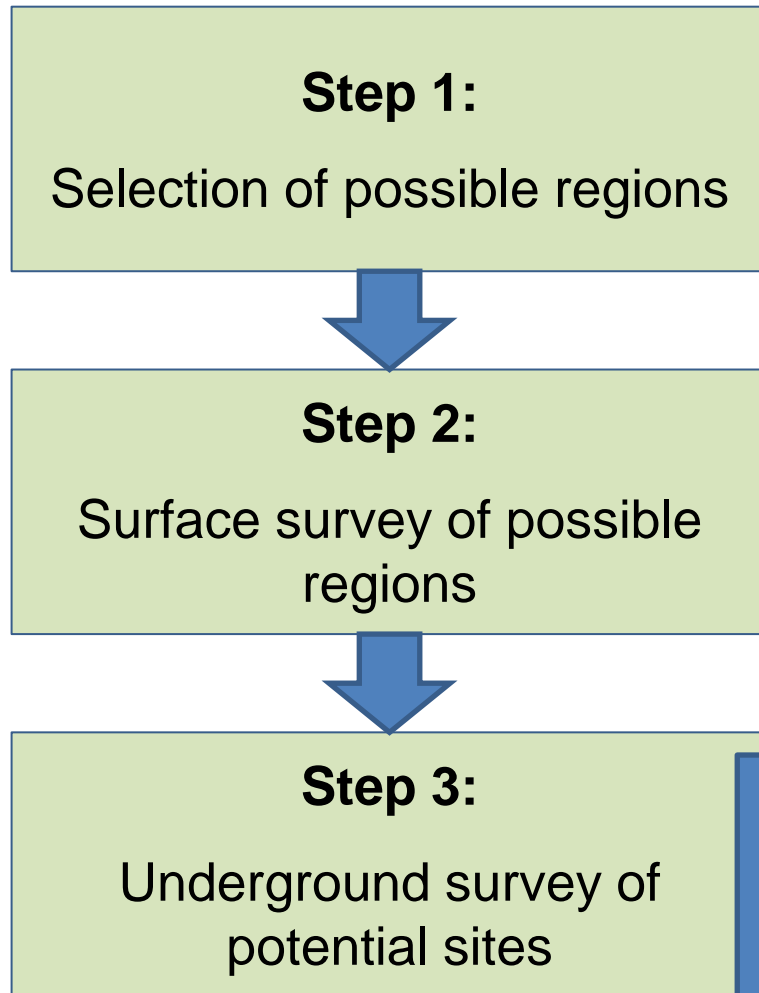 Step 1:
Selection of possible regions
Step 2:
Surface survey of possible
regions
Step 3:
Underground survey of
potential sites